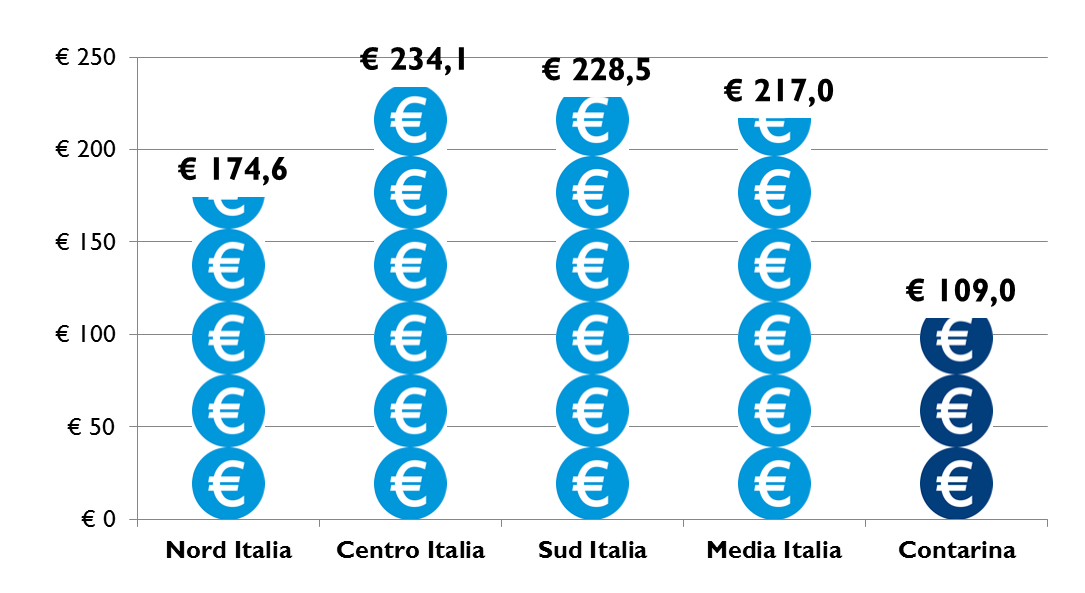 € 250
€ 200
€ 150
€ 100
€ 50
€ 0
€ 174,6
€ 234,1
€ 228,5
€ 217,0
€ 109,0
Nord Italia
Centro Italia
Sud Italia
Media Italia
Contarina